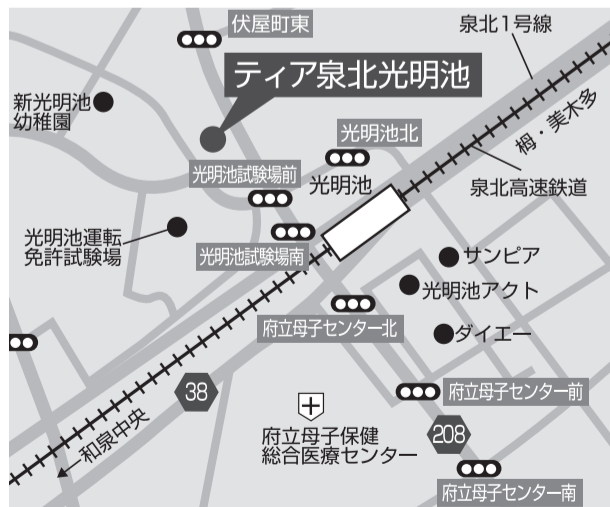 伏屋町東
泉北1号線
ティア泉北光明池
新光明池
幼稚園
光明池北
栂・美木多
光明池試験場前
光明池
泉北高速鉄道
光明池運転
免許試験場
光明池試験場南
サンピア
光明池アクト
府立母子センター北
ダイエー
38
府立母子センター前
和泉中央
府立母子保健
総合医療センター
208
府立母子センター南